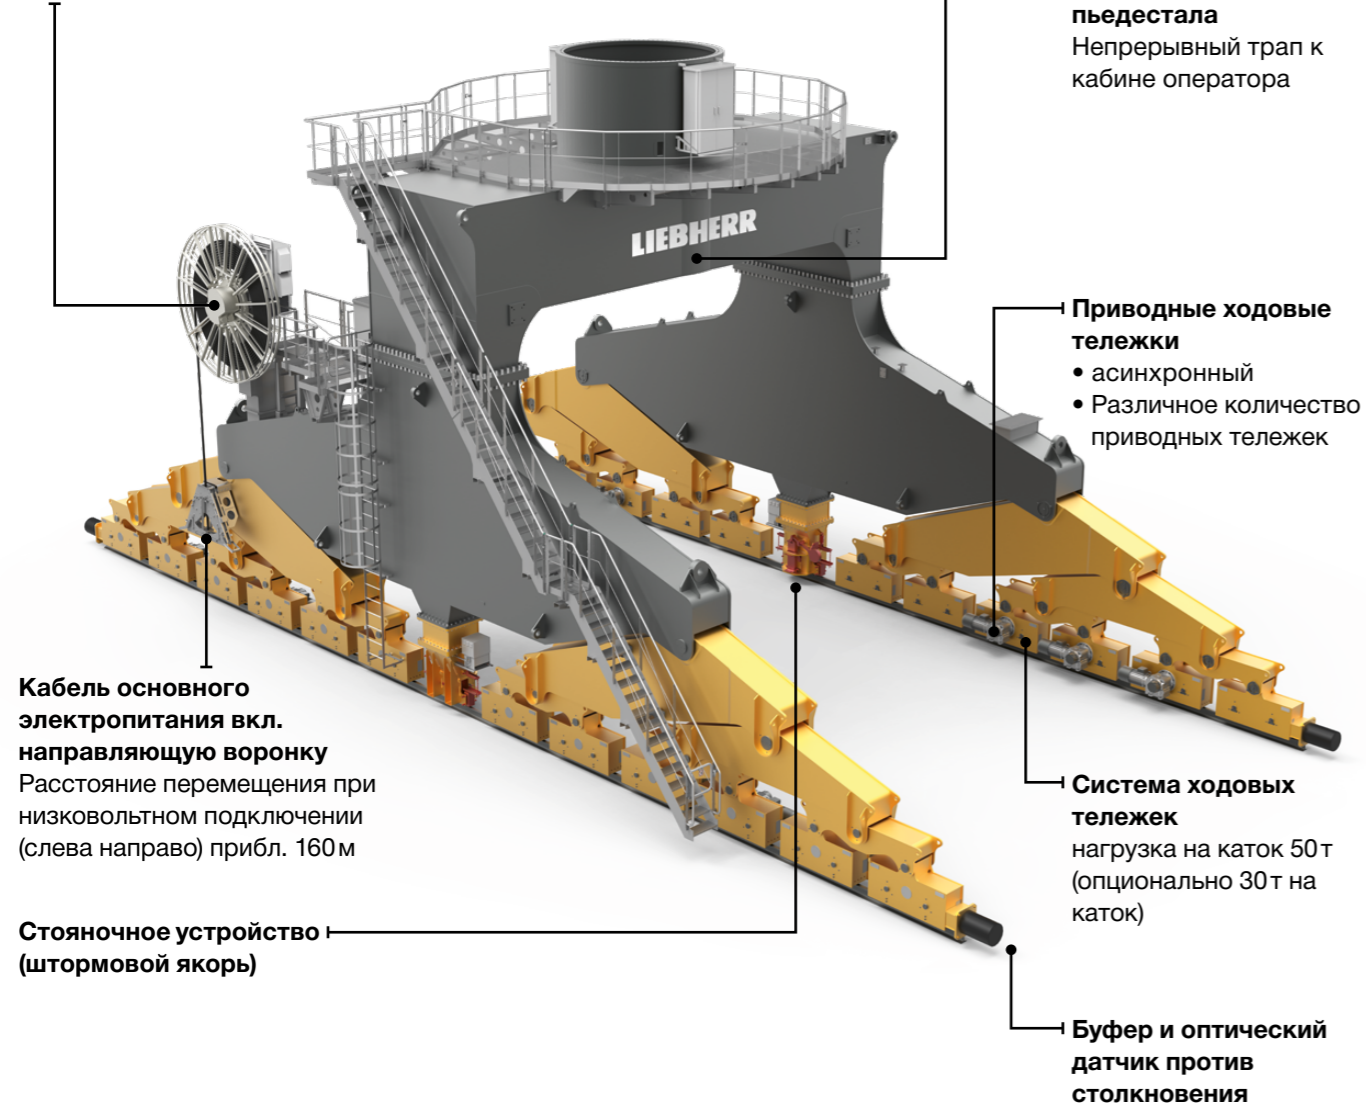 пьедестала
Непрерывный трап к
кабине оператора
LIEBHERR
Приводные ходовые
тележки
• асинхронный
• Различное количество
приводных тележек
Кабель основного
электропитания вкл.
направляющую воронку
Расстояние перемещения при
низковольтном подключении
(слева направо) прибл. 160 м
Система ходовых
тележек
нагрузка на каток 50 т
(опционально 30 т на
каток)
Стояночное устройство
(штормовой якорь)
Буфер и оптический
датчик против
столкновения